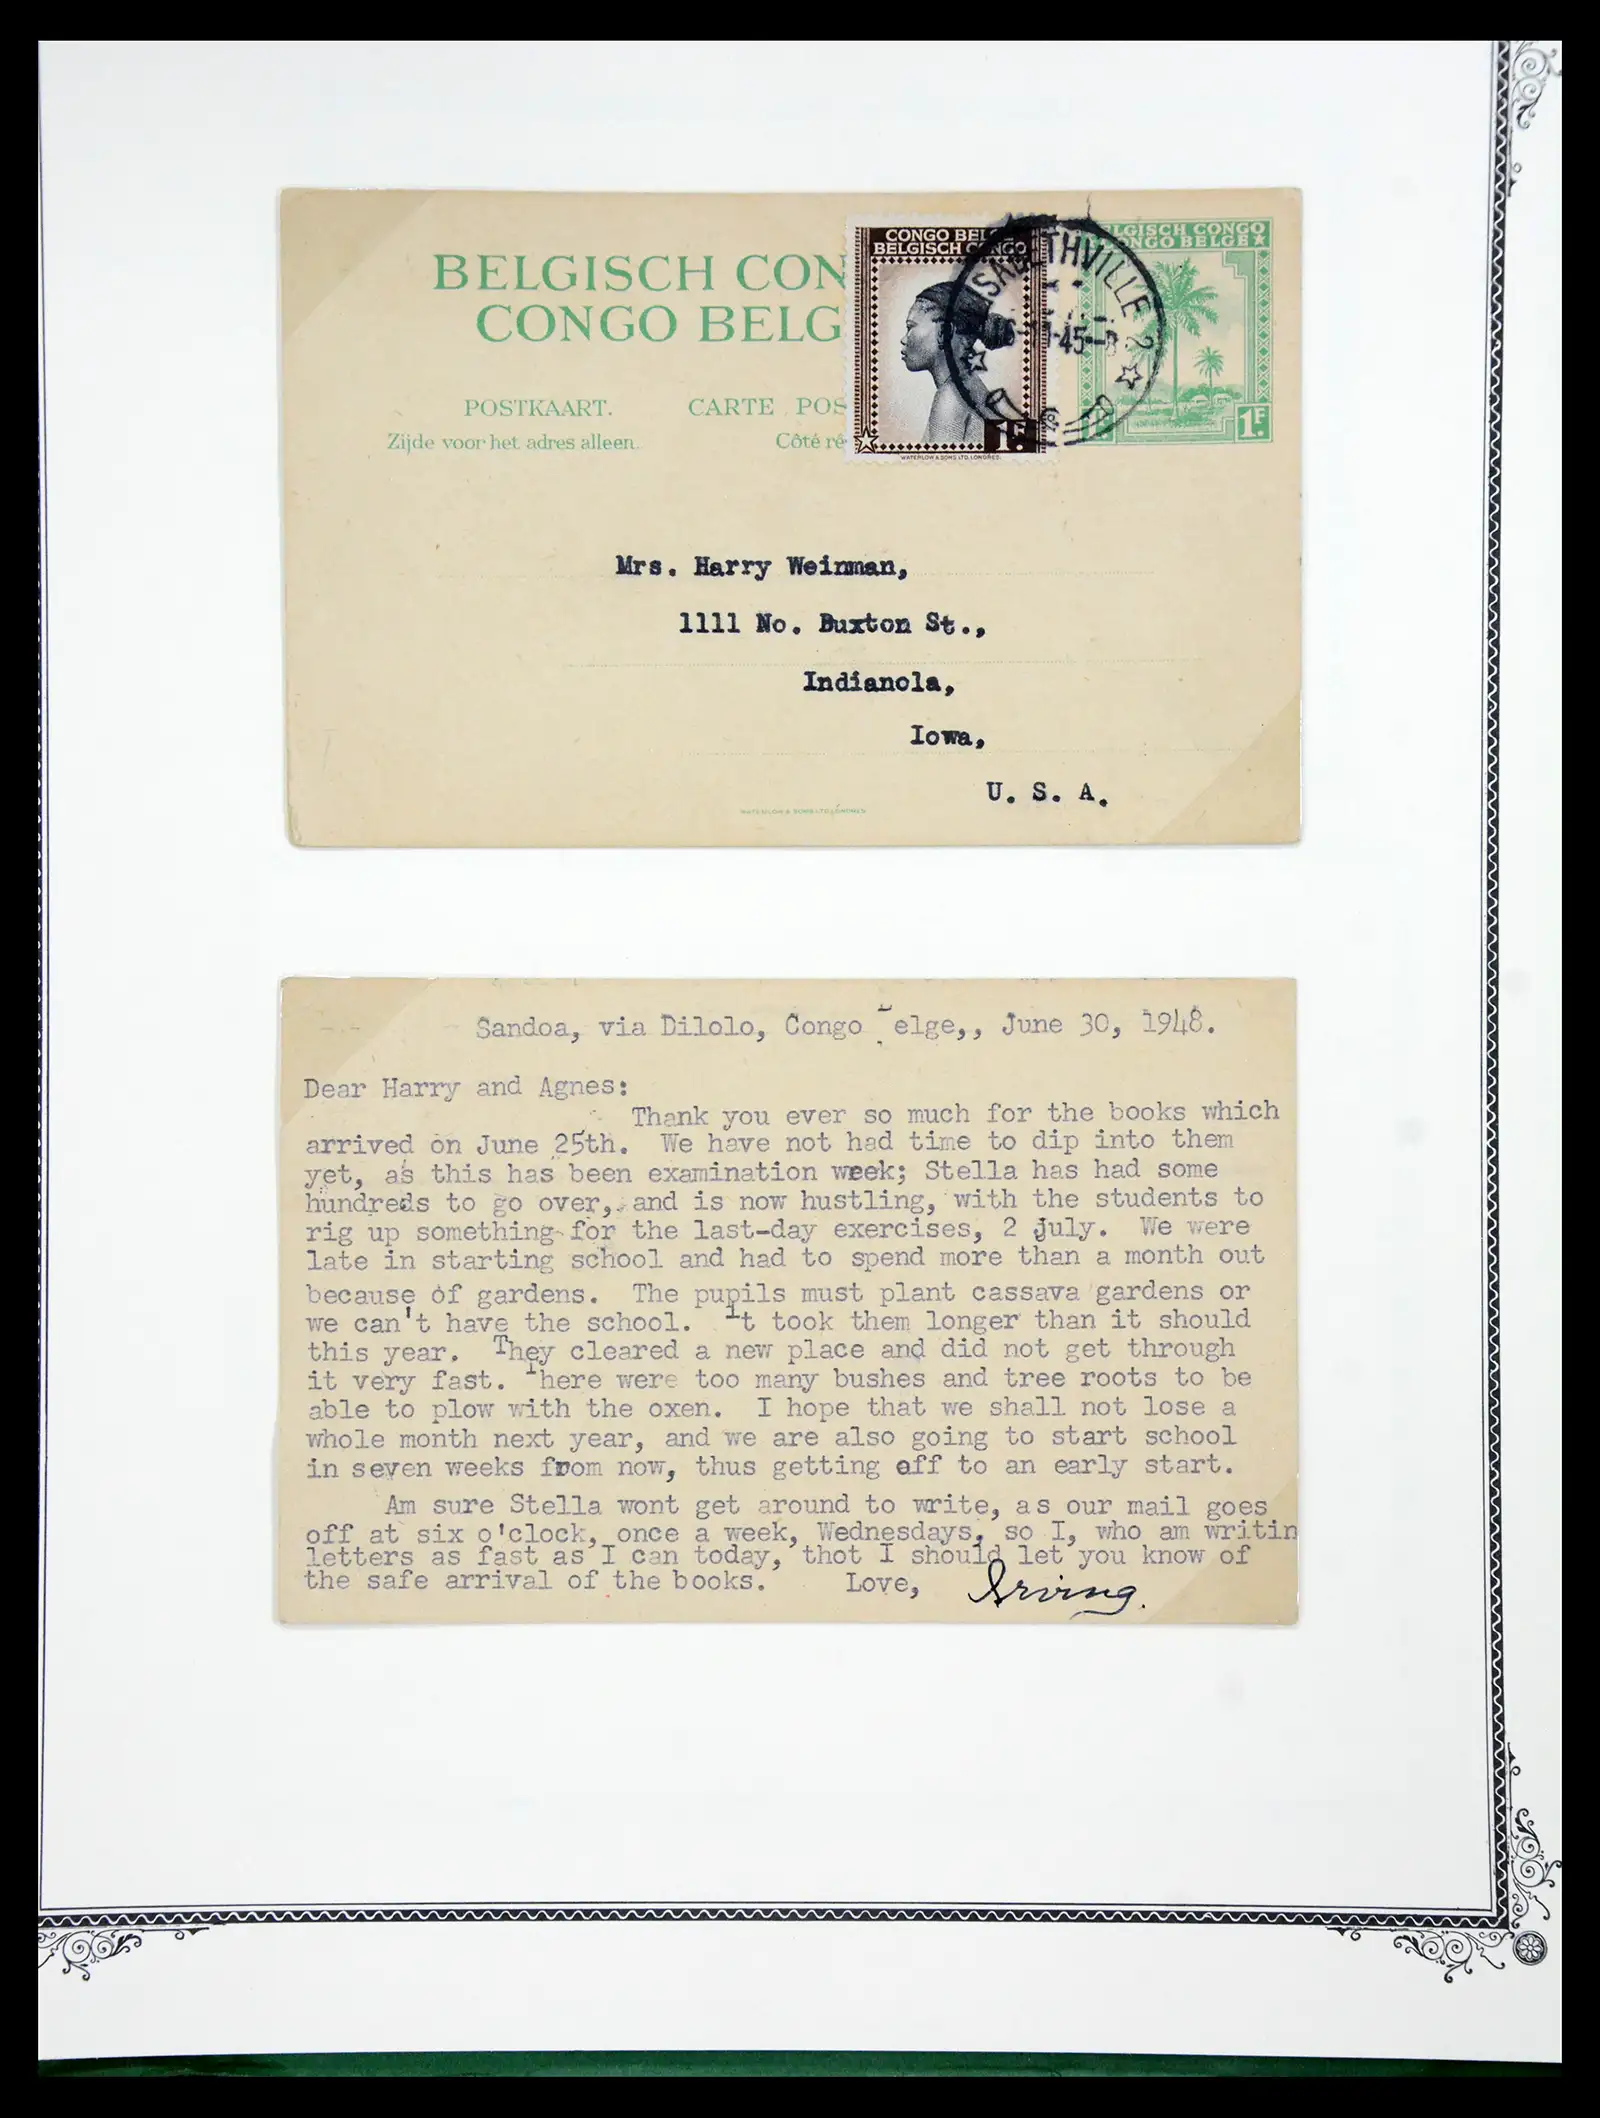 BELGISCH CON
CONGO BELG
POSTKAART. CARTE POS
Zijde voor het adres alleen. Côté ré
CONGO BEL
BELGISCH CONGO
1F.
WATERLOW & SONS LTD. LONDRES.
ISABETHVILLE 2
-45-
BELGISCH CONGO
CONGO BELGE
1F.
Mrs. Harry Weinman,
1111 No. Buxton St.,
Indianola,
Iowa,
U. S. A.
WATERLOW & SONS LTD. LONDRES
Sandoa, via Dilolo, Congo Belge,, June 30, 1948.
Dear Harry and Agnes:
Thank you ever so much for the books which
arrived on June 25th. We have not had time to dip into them
yet, as this has been examination week; Stella has had some
hundreds to go over, and is now hustling, with the students to
rig up something for the last-day exercises, 2 July. We were
late in starting school and had to spend more than a month out
because of gardens. The pupils must plant cassava gardens or
we can't have the school. It took them longer than it should
this year. They cleared a new place and did not get through
it very fast. There were too many bushes and tree roots to be
able to plow with the oxen. I hope that we shall not lose a
whole month next year, and we are also going to start school
in seven weeks from now, thus getting off to an early start.
Am sure Stella wont get around to write, as our mail goes
off at six o'clock, once a week, Wednesdays, so I, who am writin
letters as fast as I can today, thot I should let you know of
the safe arrival of the books. Love, Irving.